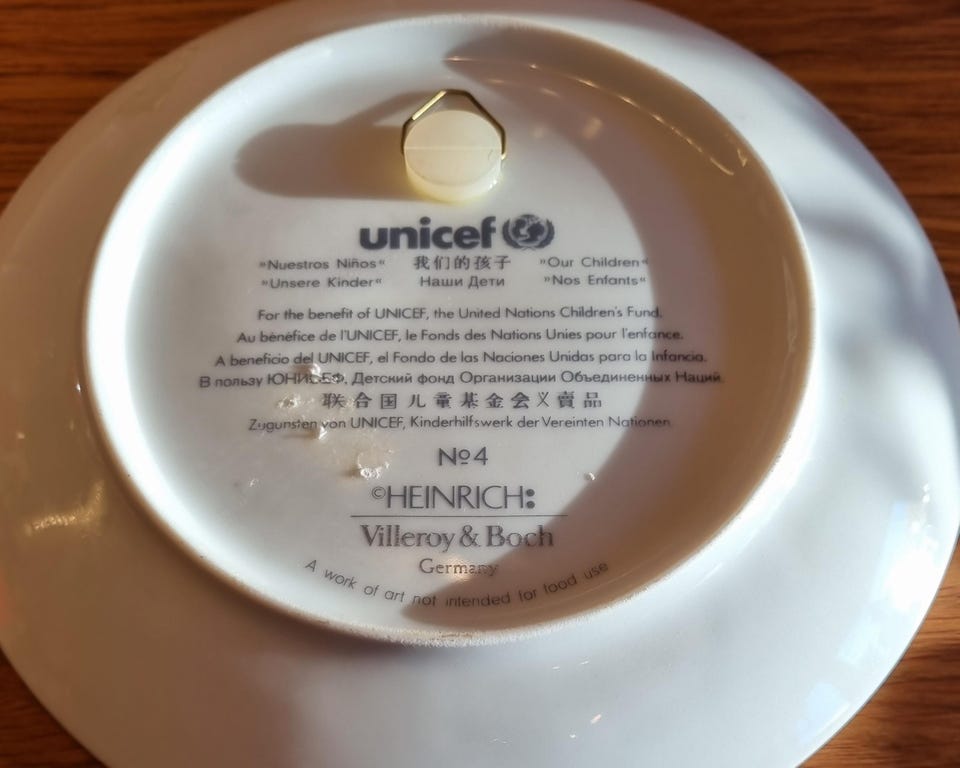 unicef
"Nuestros Niños" 我们的孩子 "Our Children"
"Unsere Kinder" Наши Дети "Nos Enfants"
For the benefit of UNICEF, the United Nations Children's Fund.
Au bénéfice de l'UNICEF, le Fonds des Nations Unies pour l'enfance.
A beneficio del UNICEF, el Fondo de las Naciones Unidas para la Infancia.
В пользу ЮНИСЕФ, Детский фонд Организации Объединенных Наций.
联合国儿童基金会义賣品
Zugunsten von UNICEF, Kinderhilfswerk der Vereinten Nationen.
№4
©HEINRICH:
Villeroy & Boch
Germany
A work of art not intended for food use